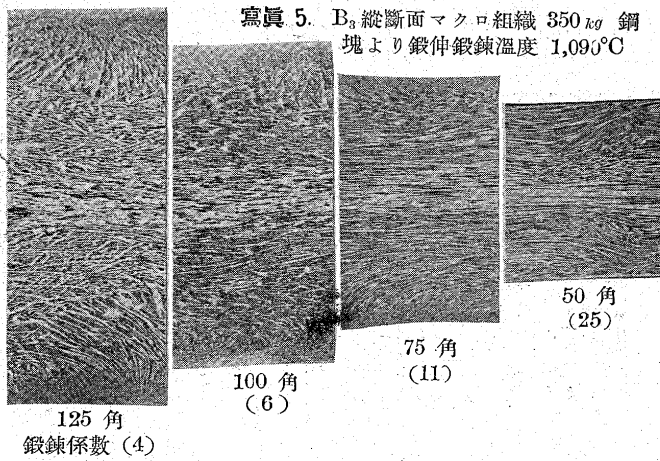 寫眞 5. B₃ 縱斷面マクロ組織 350 kg 鋼
塊より鍛伸鍛錬溫度 1,090°C
125 角
鍛錬係數 (4)
100 角
(6)
75 角
(11)
50 角
(25)